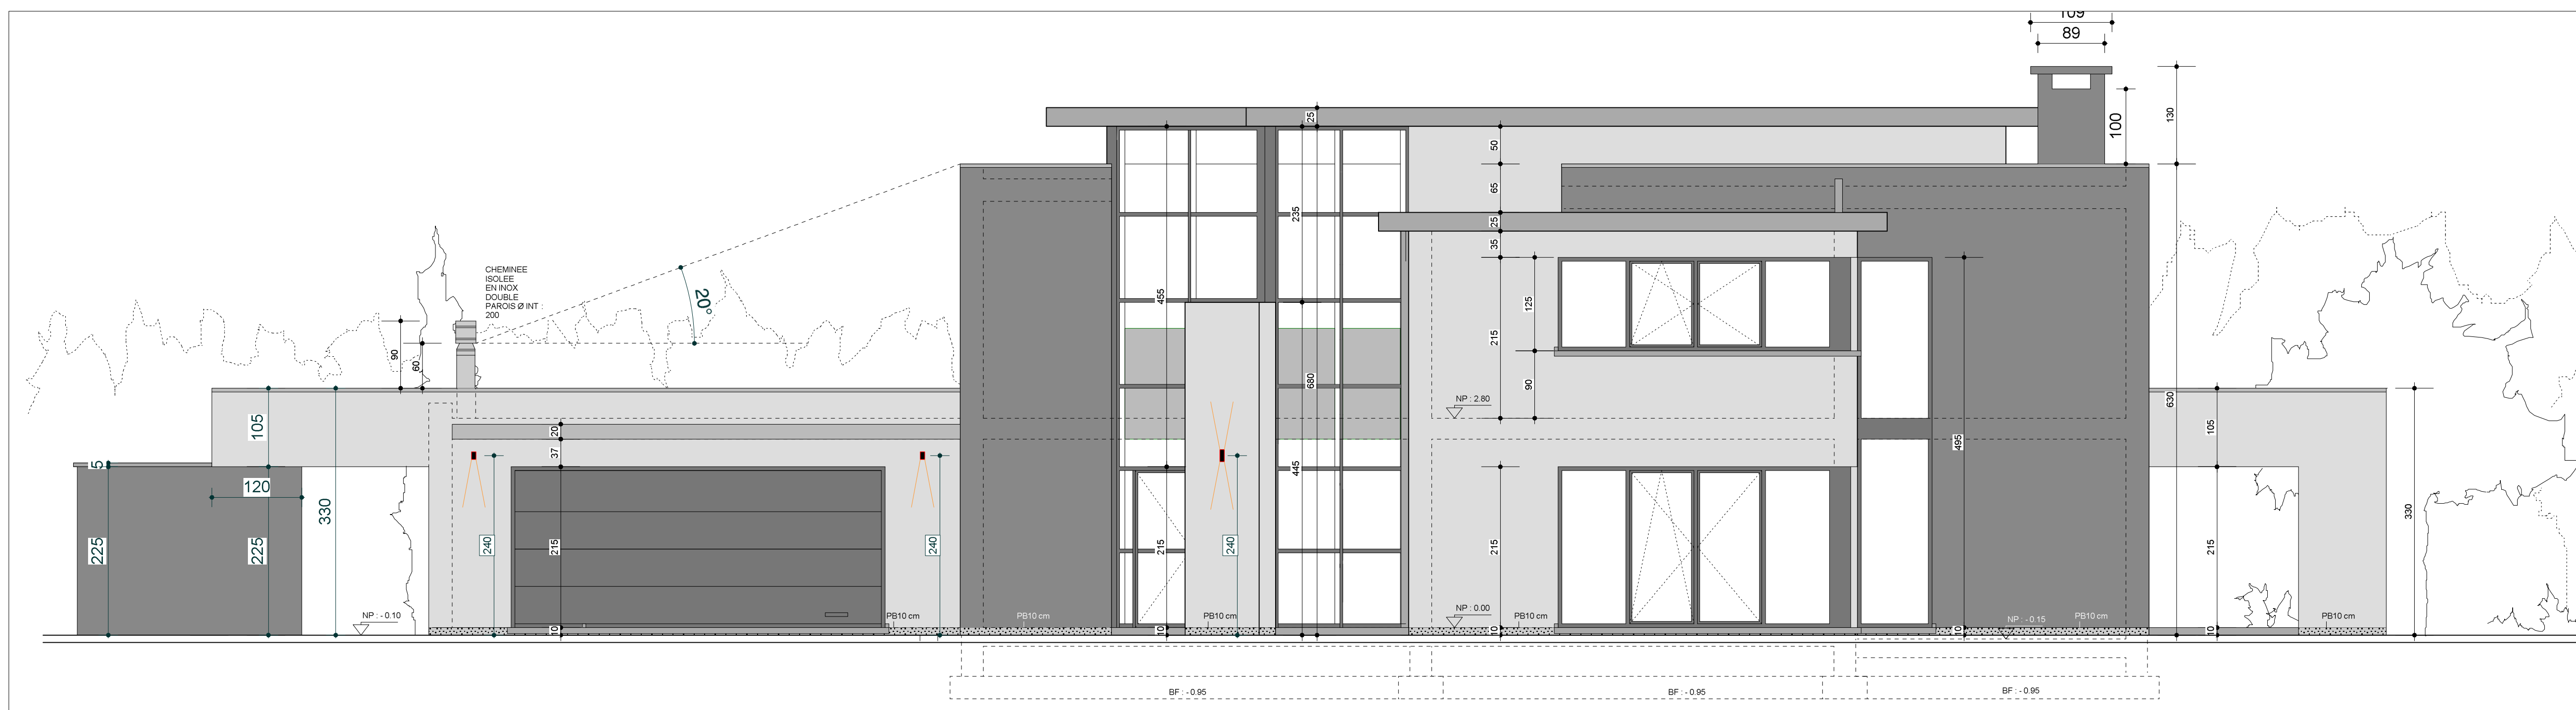 109
89
100
130
25
50
65
25
35
235
455
680
445
125
215
90
CHEMINEE
ISOLEE
EN INOX
DOUBLE
PAROIS Ø INT :
200
20°
90
60
NP : 2.80
105
20
37
5
120
330
225
225
240
215
240
215
240
215
495
630
105
215
330
NP : - 0.10
PB10 cm
PB10 cm
PB10 cm
NP : 0.00
PB10 cm
NP : - 0.15
PB10 cm
PB10 cm
10
10
10
10
10
BF : - 0.95
BF : - 0.95
BF : - 0.95